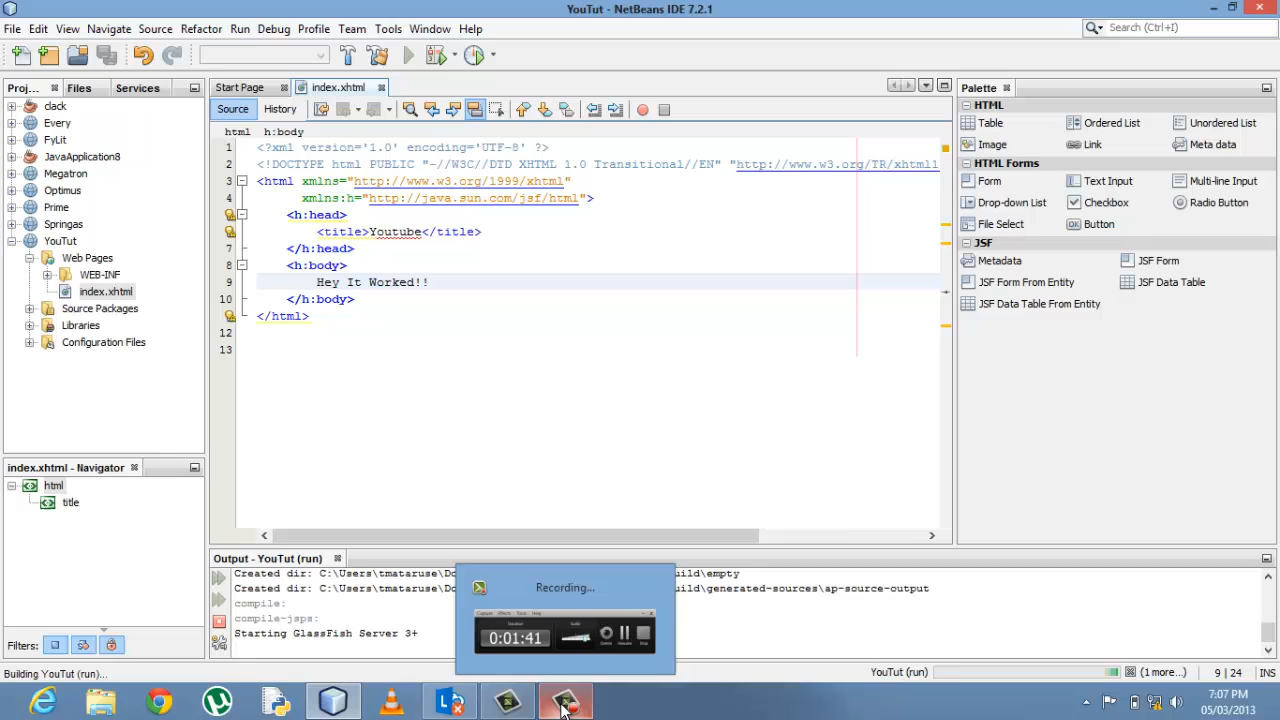 YouTut - NetBeans IDE 7.2.1
File Edit View Navigate Source Refactor Run Debug Profile Team Tools Window Help
Search (Ctrl+I)
Proj... Files Services
Start Page index.xhtml
Palette
Source History
HTML
Table Ordered List Unordered List
Image Link Meta data
HTML Forms
Form Text Input Multi-line Input
Drop-down List Checkbox Radio Button
File Select Button
JSF
Metadata JSF Form
JSF Form From Entity JSF Data Table
JSF Data Table From Entity
clack
Every
FyLit
JavaApplication8
Megatron
Optimus
Prime
Springas
YouTut
Web Pages
WEB-INF
index.xhtml
Source Packages
Libraries
Configuration Files
html h:body
1 <?xml version='1.0' encoding='UTF-8' ?>
2 <!DOCTYPE html PUBLIC "-//W3C//DTD XHTML 1.0 Transitional//EN" "http://www.w3.org/TR/xhtml1
3 <html xmlns="http://www.w3.org/1999/xhtml"
4 xmlns:h="http://java.sun.com/jsf/html">
5 <h:head>
6 <title>Youtube</title>
7 </h:head>
8 <h:body>
9 Hey It Worked!!
10 </h:body>
</html>
12
13
index.xhtml - Navigator
html
title
Filters:
Output - YouTut (run)
Created dir: C:\Users\tmataruse\Do
ild\empty
Created dir: C:\Users\tmataruse\Do
ild\generated-sources\ap-source-output
compile:
compile-jsps:
Starting GlassFish Server 3+
Recording...
0:01:41
Building YouTut (run)...
YouTut (run) (1 more...) 9 | 24 INS
7:07 PM
05/03/2013